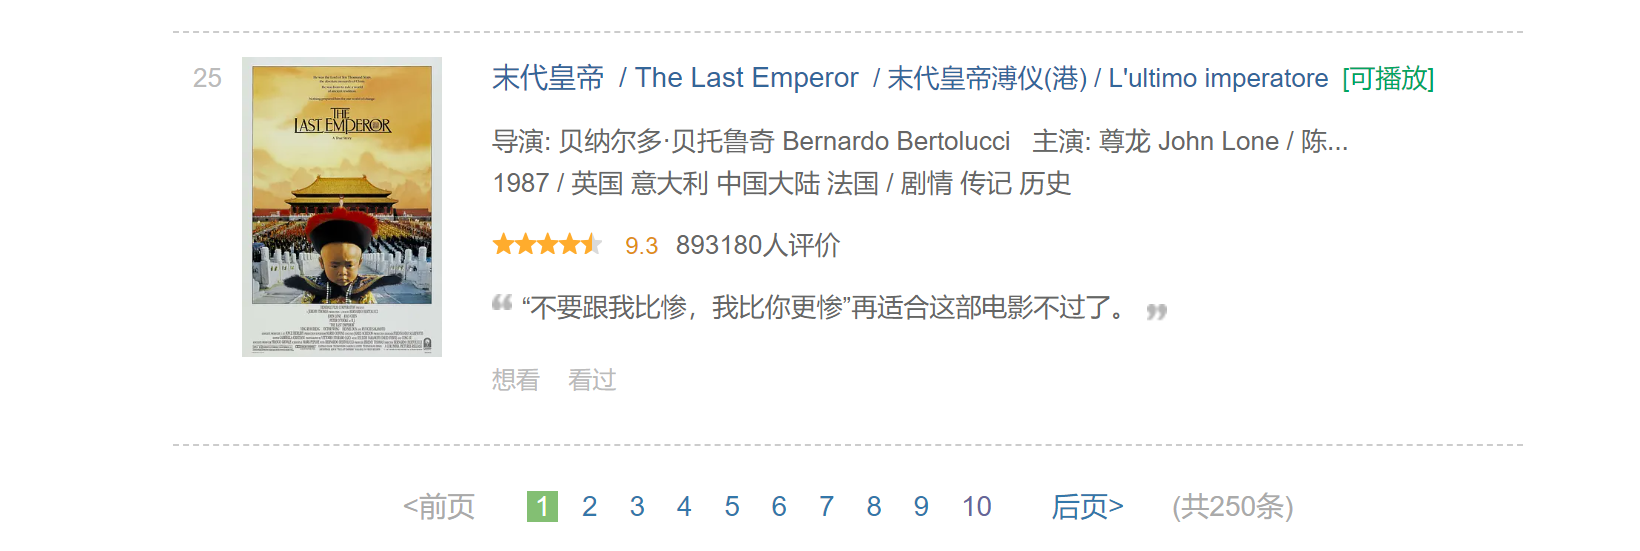 25
末代皇帝 / The Last Emperor / 末代皇帝溥仪(港) / L'ultimo imperatore [可播放]
THE
LAST EMPEROR
导演: 贝纳尔多·贝托鲁奇 Bernardo Bertolucci 主演: 尊龙 John Lone / 陈...
1987 / 英国 意大利 中国大陆 法国 / 剧情 传记 历史
9.3 893180人评价
“不要跟我比惨，我比你更惨”再适合这部电影不过了。
想看 看过
<前页 1 2 3 4 5 6 7 8 9 10 后页> (共250条)